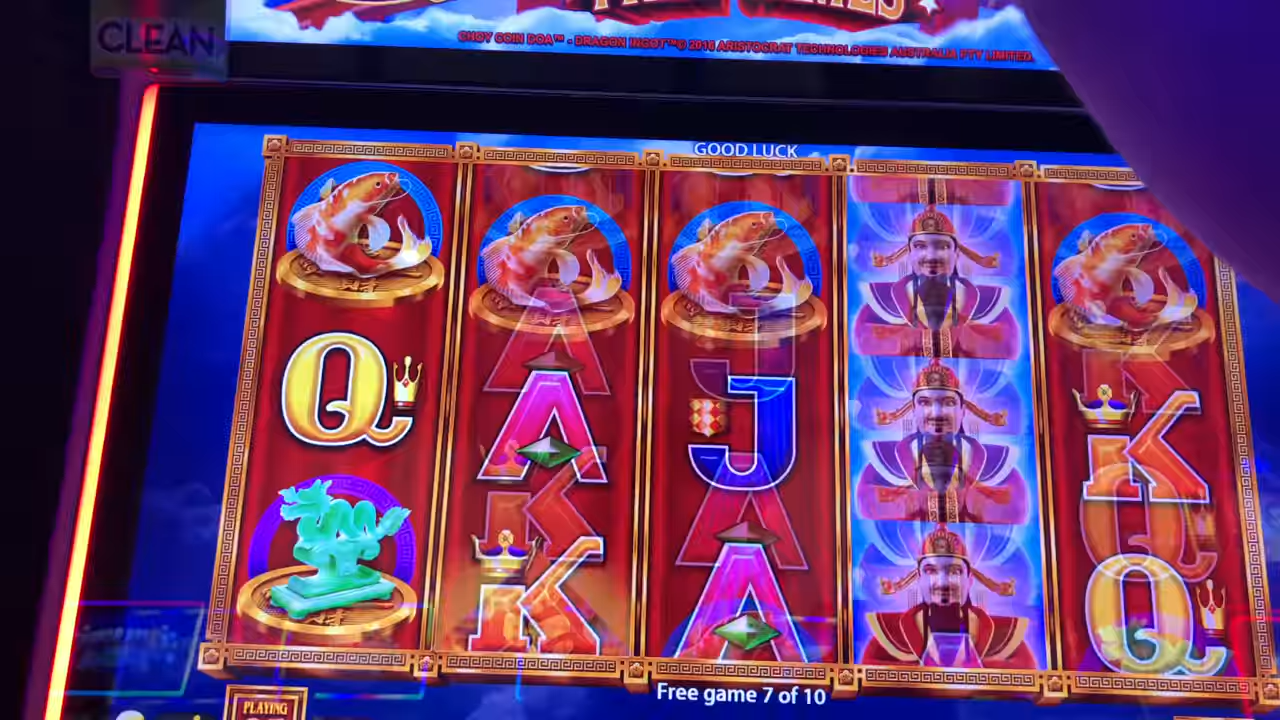 CLEAN
CHOY COIN DOA™ - DRAGON INGOT™© 2016 ARISTOCRAT TECHNOLOGIES AUSTRALIA PTY LIMITED
GOOD LUCK
Q
A
J
K
K
A
Q
Free game 7 of 10
PLAYING